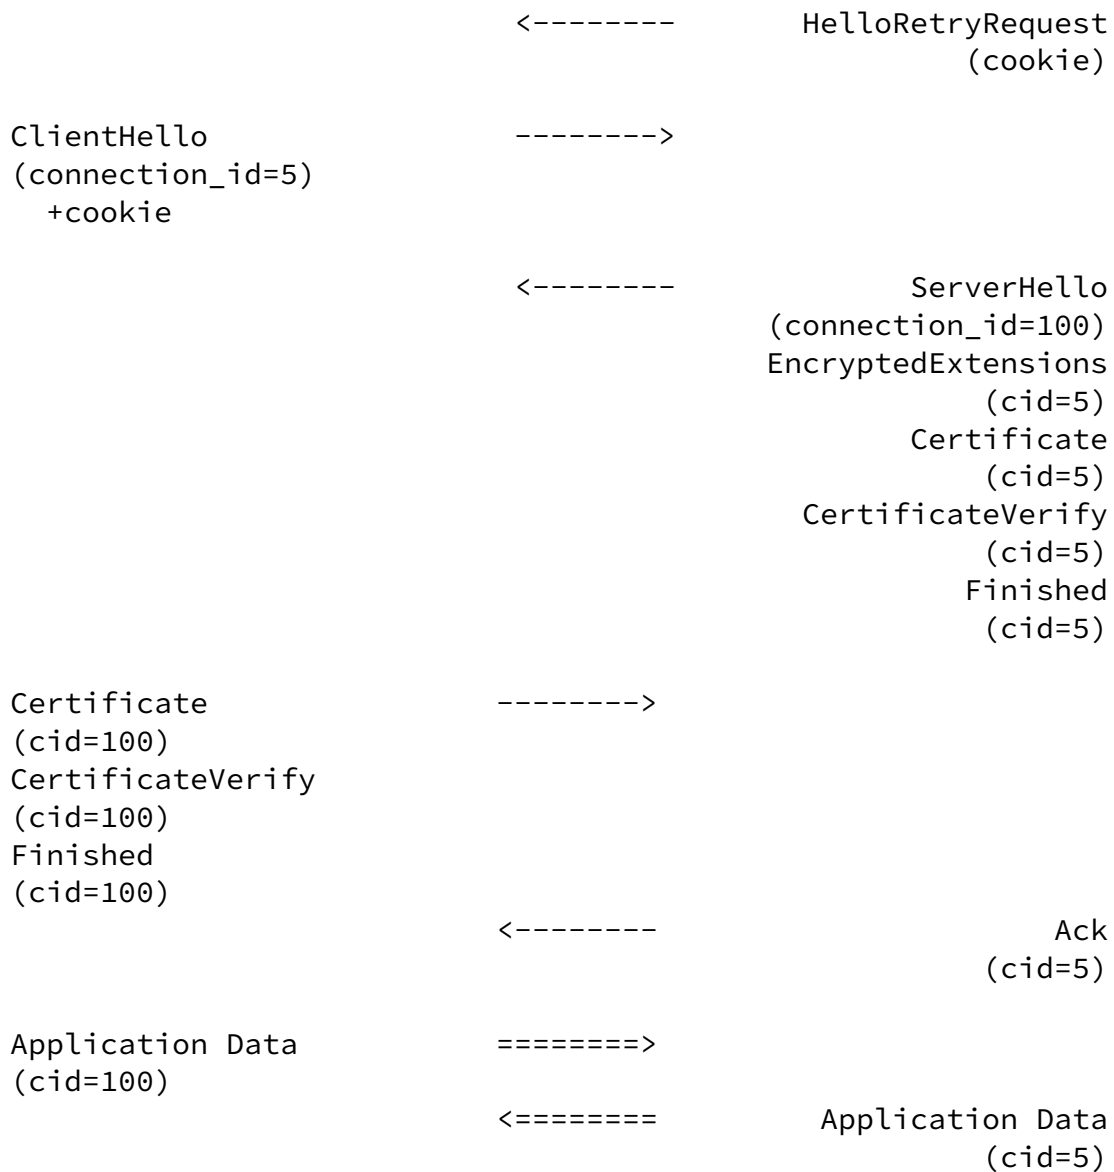 <-------- HelloRetryRequest
(cookie)
ClientHello -------->
(connection_id=5)
+cookie
<-------- ServerHello
(connection_id=100)
EncryptedExtensions
(cid=5)
Certificate
(cid=5)
CertificateVerify
(cid=5)
Finished
(cid=5)
Certificate -------->
(cid=100)
CertificateVerify
(cid=100)
Finished
(cid=100)
<-------- Ack
(cid=5)
Application Data ========>
(cid=100)
<======== Application Data
(cid=5)